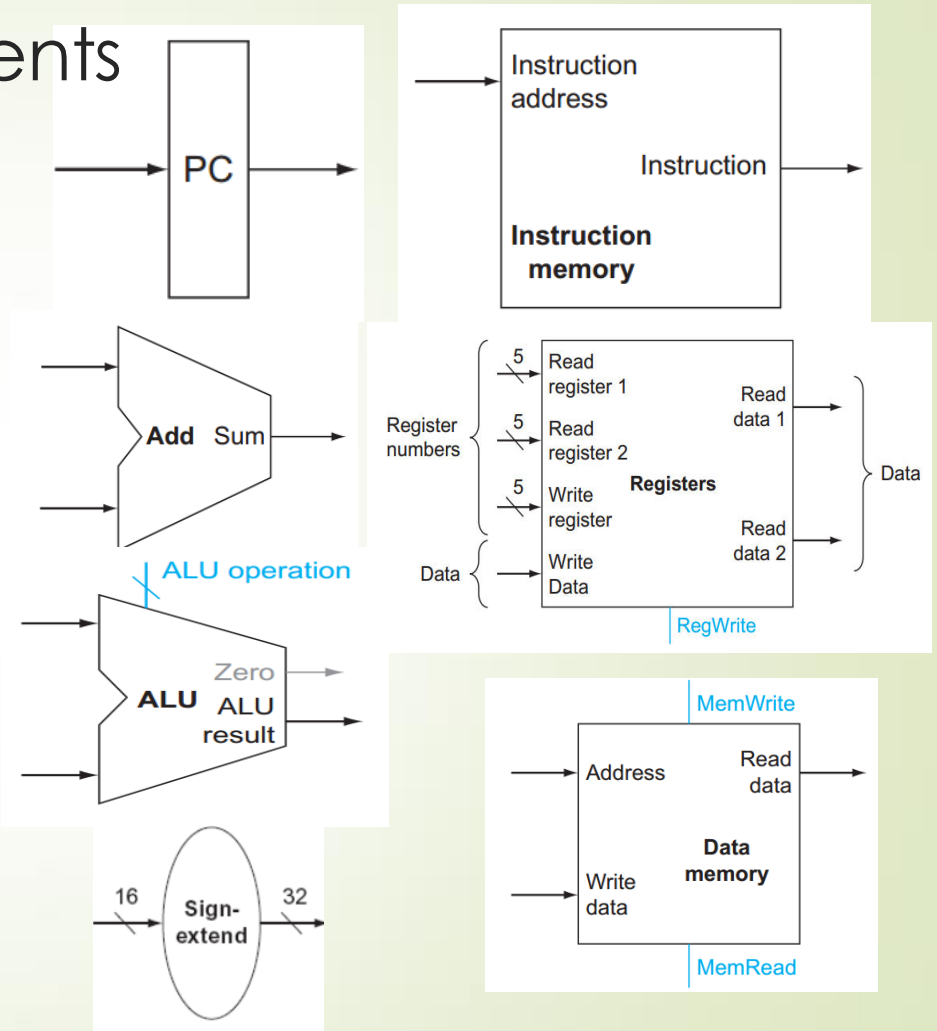 ents
PC
Instruction
address
Instruction
Instruction
memory
Add Sum
Register
numbers
5
Read
register 1
5
Read
register 2
5
Write
register
Data
Write
Data
Registers
Read
data 1
Read
data 2
Data
RegWrite
ALU operation
Zero
ALU
ALU
result
MemWrite
Address
Read
data
Data
memory
Write
data
MemRead
16
Sign-
extend
32